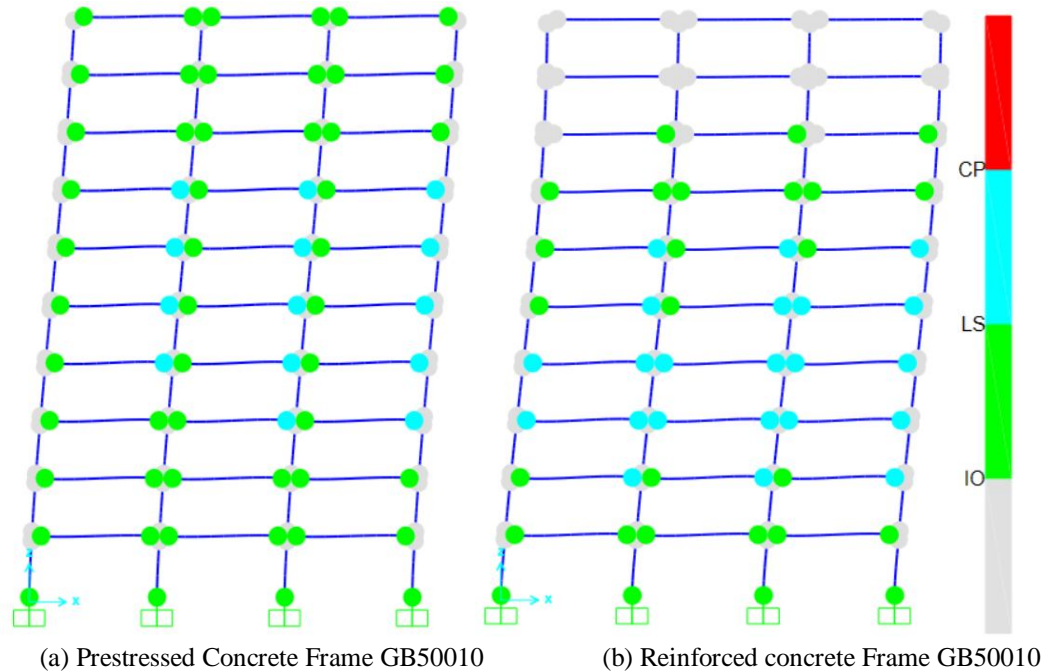 CP
LS
IO
z
x
z
x
(a) Prestressed Concrete Frame GB50010
(b) Reinforced concrete Frame GB50010